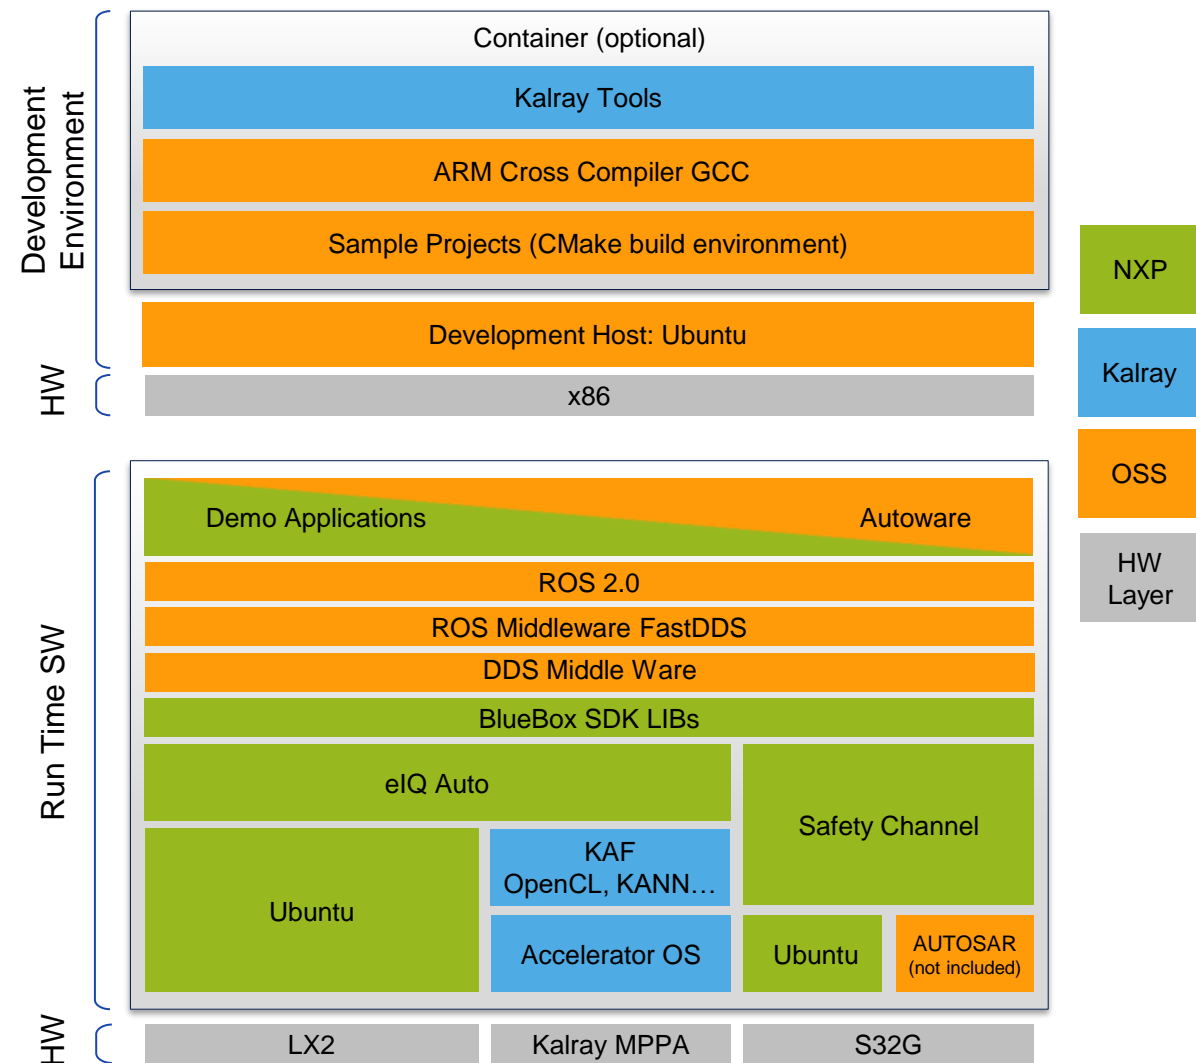 Development
Environment
Container (optional)
Kalray Tools
ARM Cross Compiler GCC
Sample Projects (CMake build environment)
Development Host: Ubuntu
HW
x86
NXP
Kalray
OSS
HW
Layer
Run Time SW
Demo Applications
Autoware
ROS 2.0
ROS Middleware FastDDS
DDS Middle Ware
BlueBox SDK LIBs
eIQ Auto
Safety Channel
Ubuntu
KAF
OpenCL, KANN…
Accelerator OS
Ubuntu
AUTOSAR
(not included)
HW
LX2
Kalray MPPA
S32G